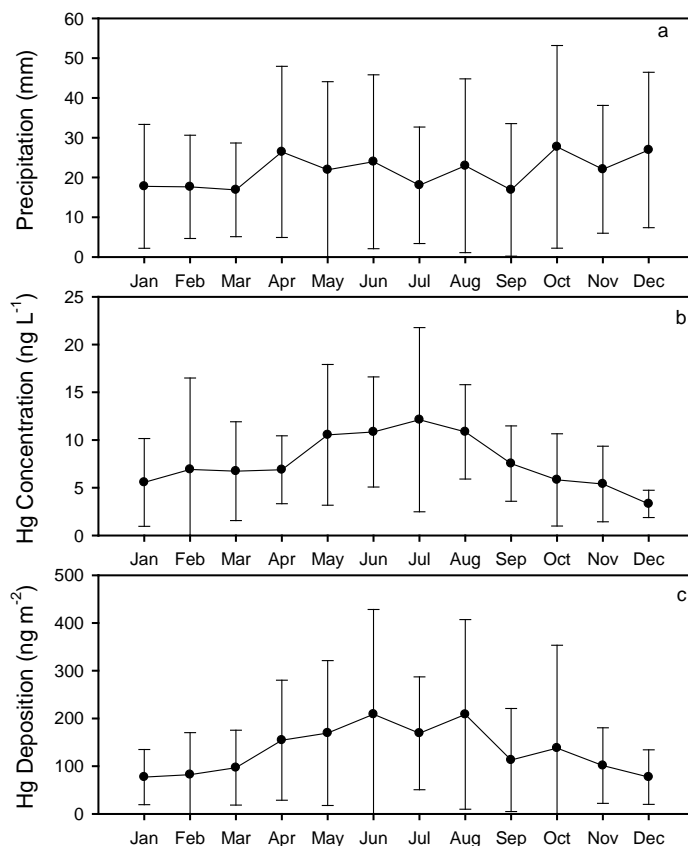 a
60
50
40
30
20
10
0
Precipitation (mm)
Jan Feb Mar Apr May Jun Jul Aug Sep Oct Nov Dec
b
25
20
15
10
5
0
Hg Concentration (ng L⁻¹)
Jan Feb Mar Apr May Jun Jul Aug Sep Oct Nov Dec
c
500
400
300
200
100
0
Hg Deposition (ng m⁻²)
Jan Feb Mar Apr May Jun Jul Aug Sep Oct Nov Dec